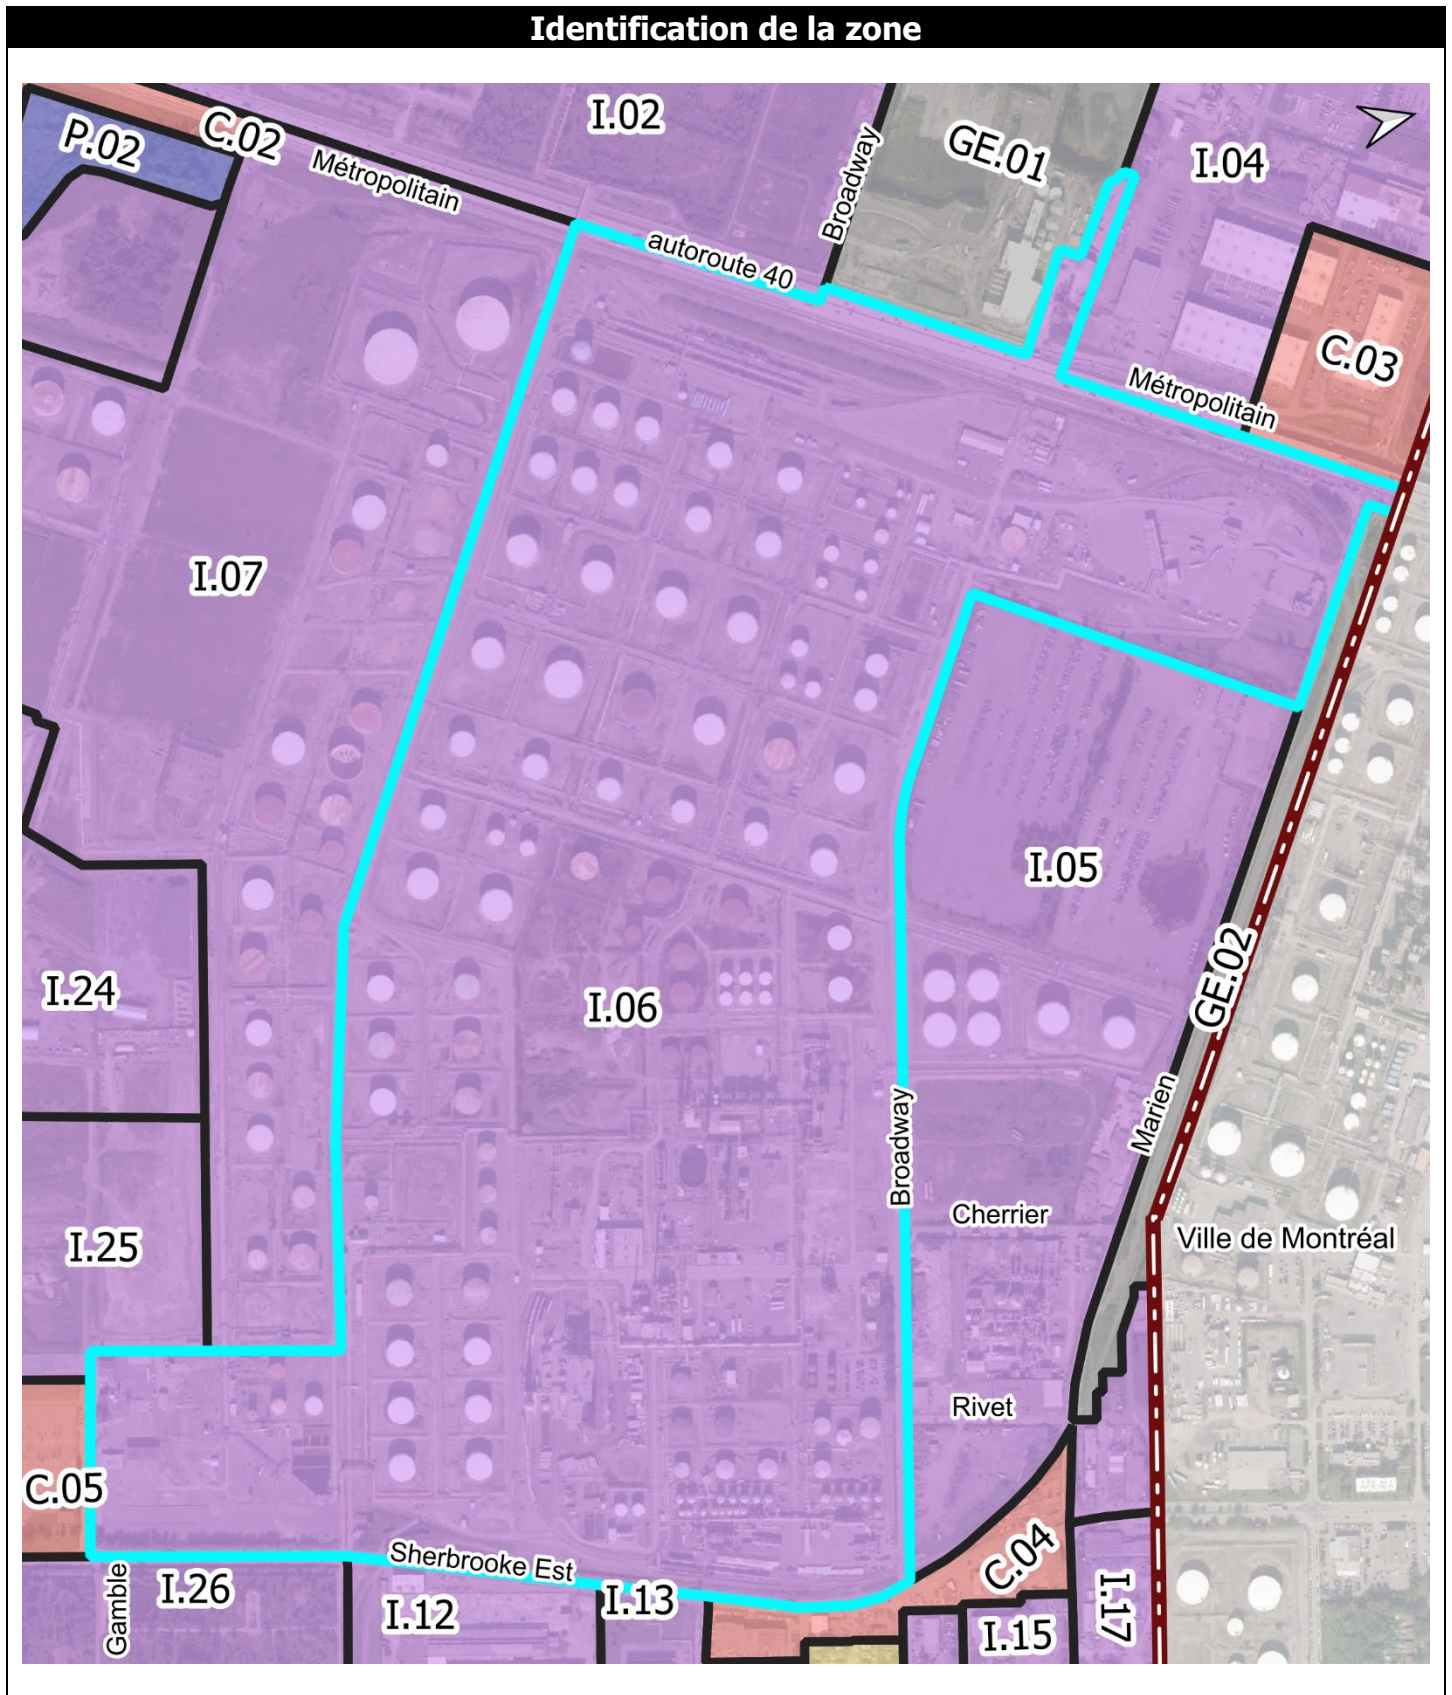 Identification de la zone
I.02
P.02
C.02
Métropolitain
Broadway
GE.01
I.04
autoroute 40
C.03
Métropolitain
I.07
I.05
GE.02
I.24
I.06
Marien
Broadway
Cherrier
Ville de Montréal
I.25
Rivet
C.05
Sherbrooke Est
C.04
Gamble
I.26
I.12
I.13
I.15
I.17